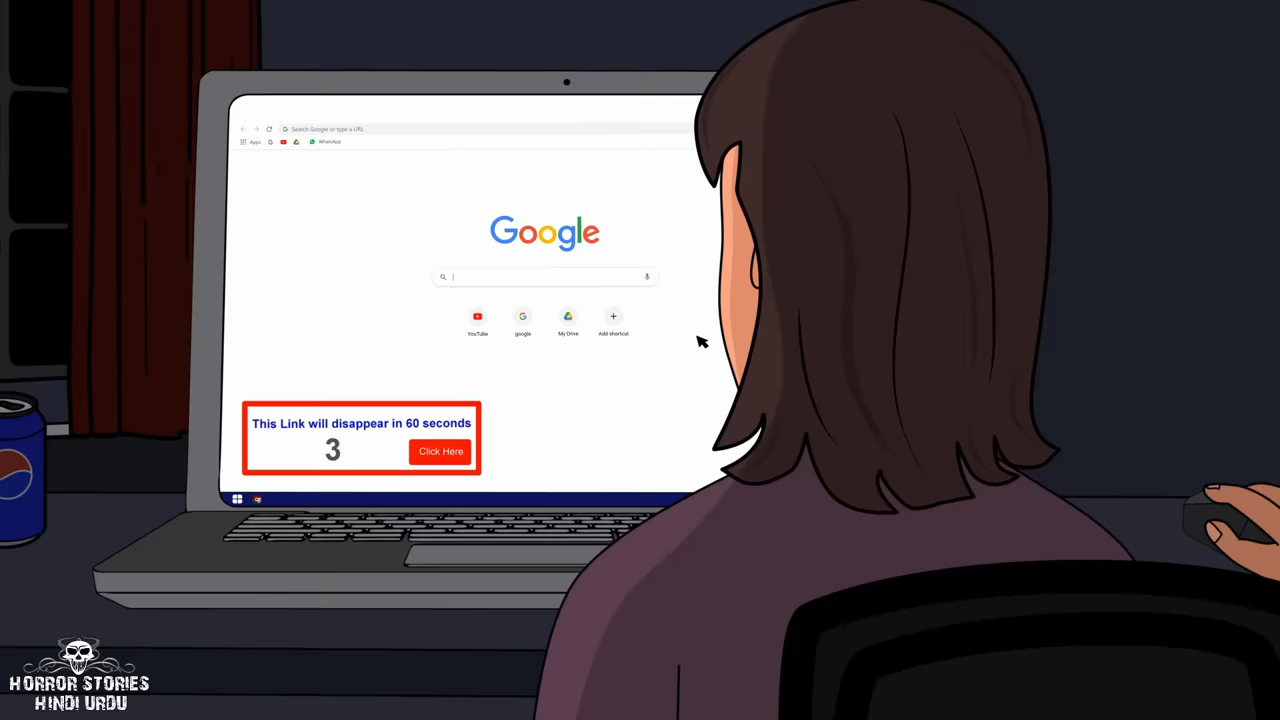 Search Google or type a URL
Apps
WhatsApp
Google
YouTube
google
My Drive
Add shortcut
This Link will disappear in 60 seconds
3
Click Here
HORROR STORIES
HINDI URDU